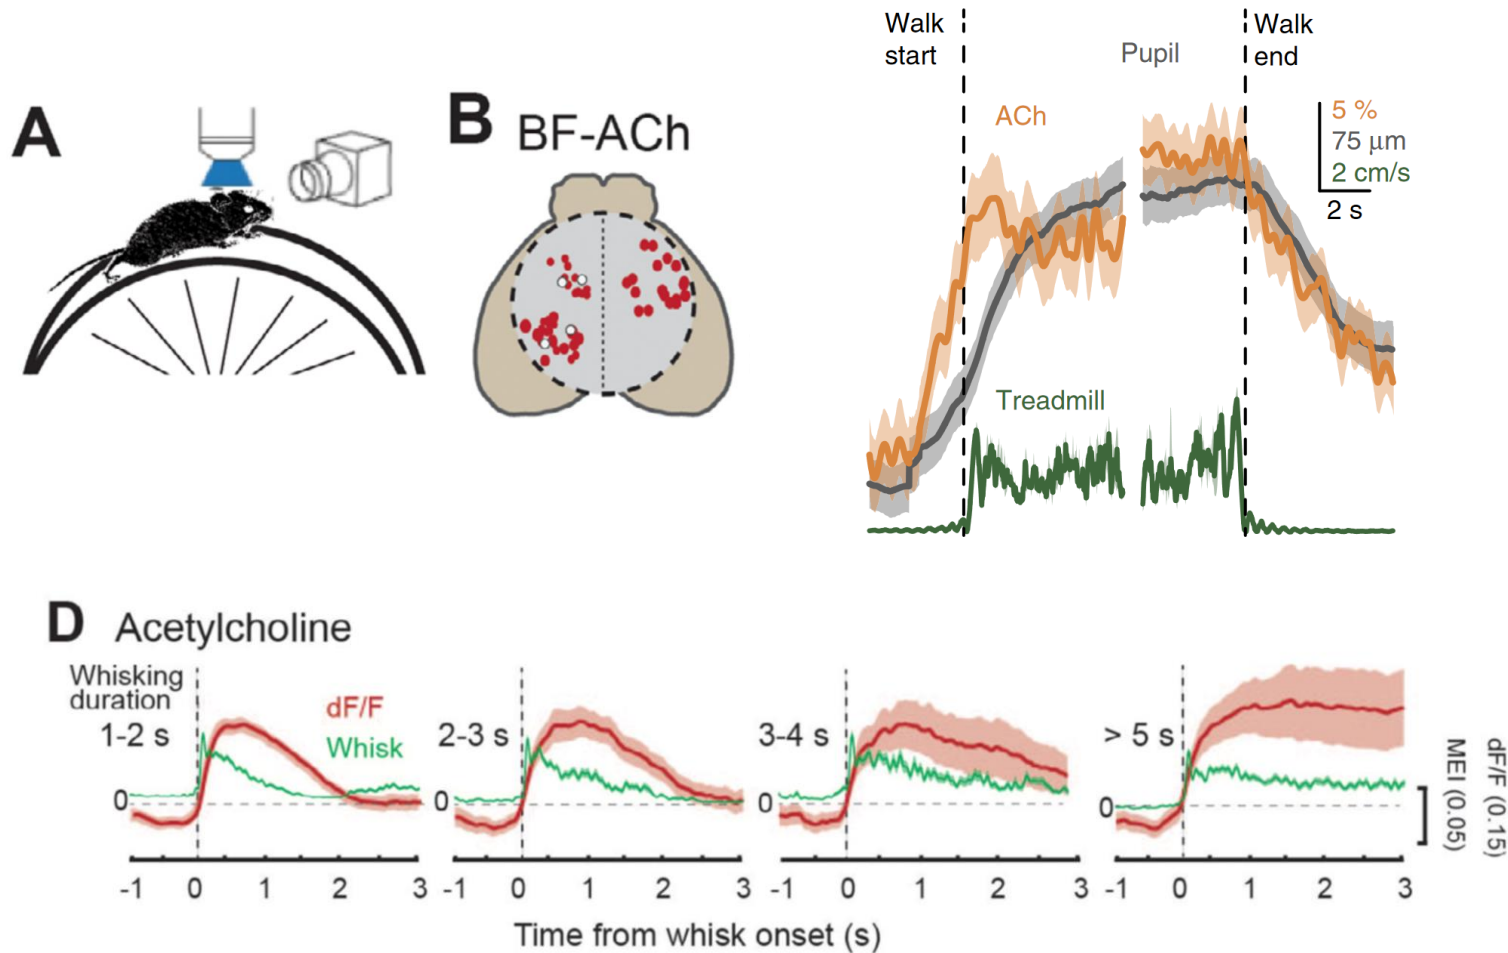 A
B BF-ACh
Walk
start
Pupil
Walk
end
ACh
5 %
75 µm
2 cm/s
2 s
Treadmill
D Acetylcholine
Whisking
duration
1-2 s
dF/F
Whisk
0
2-3 s
0
3-4 s
0
> 5 s
0
MEI (0.05)
dF/F (0.15)
-1 0 1 2 3
-1 0 1 2 3
-1 0 1 2 3
-1 0 1 2 3
Time from whisk onset (s)